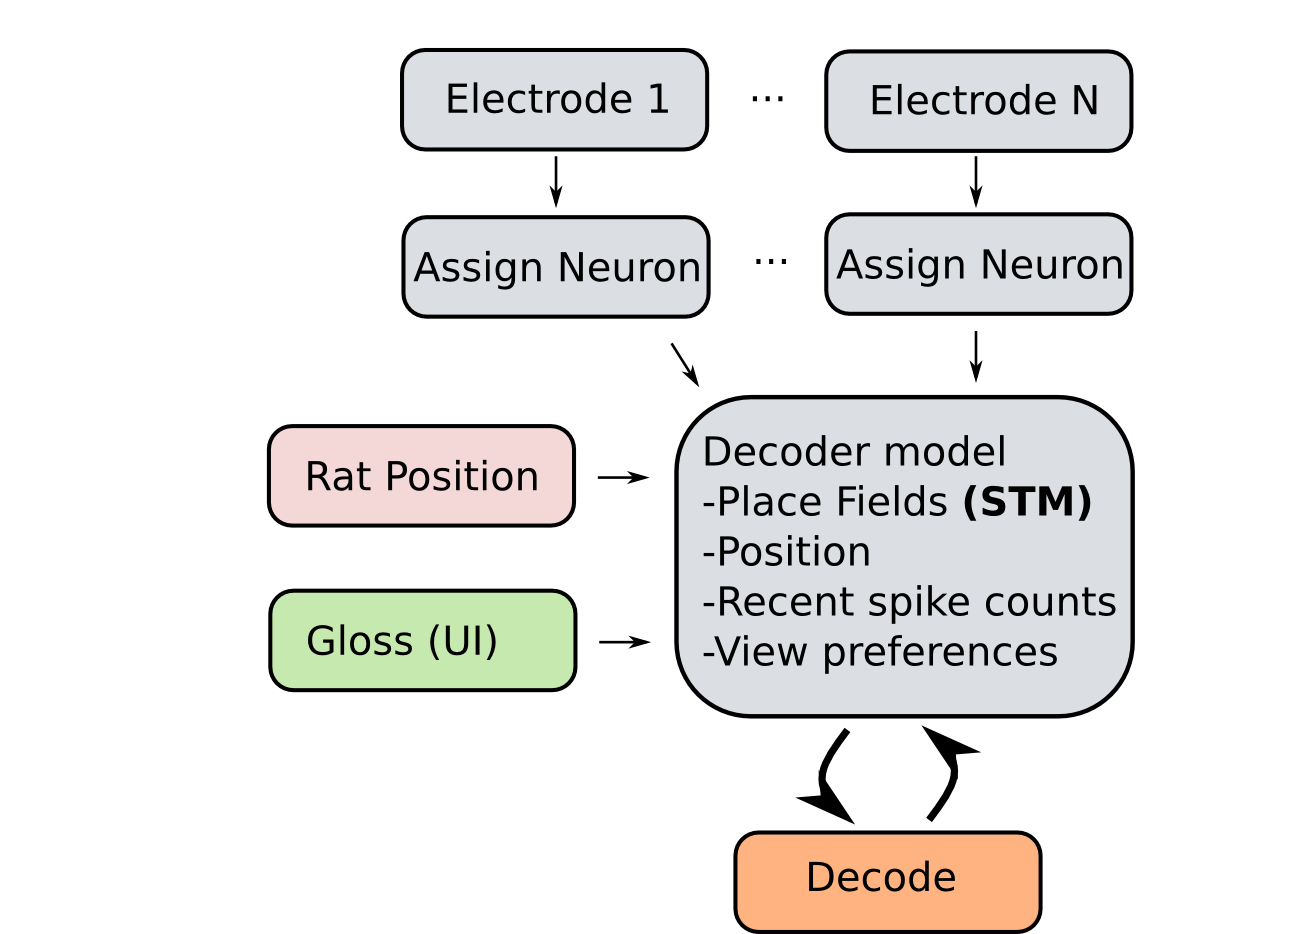 Electrode 1 ... Electrode N
Assign Neuron ... Assign Neuron
Rat Position
Gloss (UI)
Decoder model
-Place Fields (STM)
-Position
-Recent spike counts
-View preferences
Decode